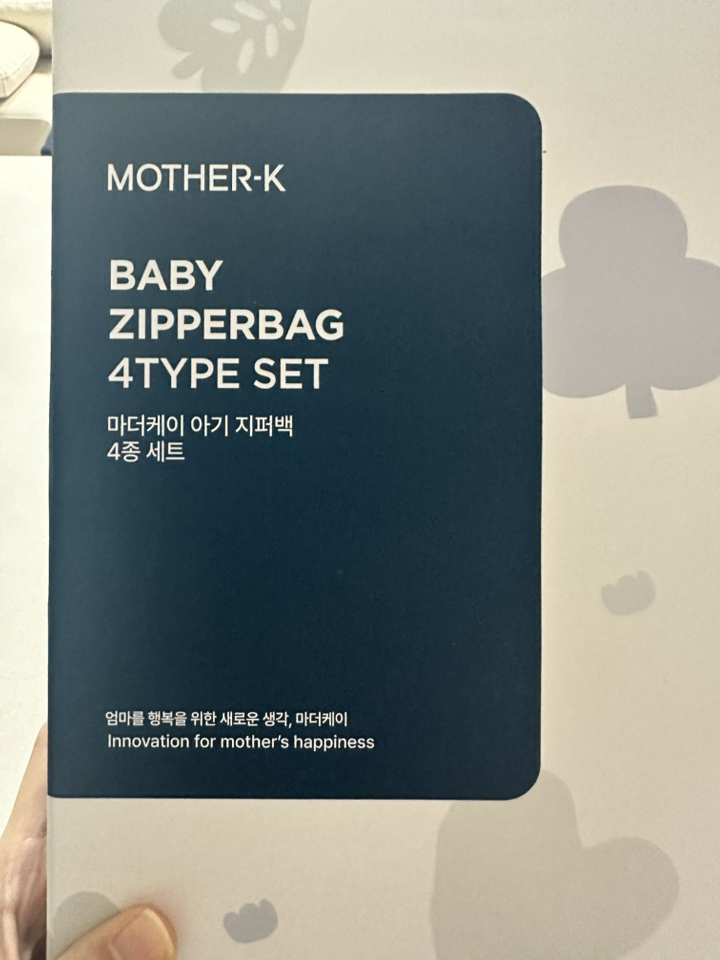 MOTHER-K
BABY
ZIPPERBAG
4TYPE SET
마더케이 아기 지퍼백
4종 세트
엄마를 행복을 위한 새로운 생각, 마더케이
Innovation for mother's happiness